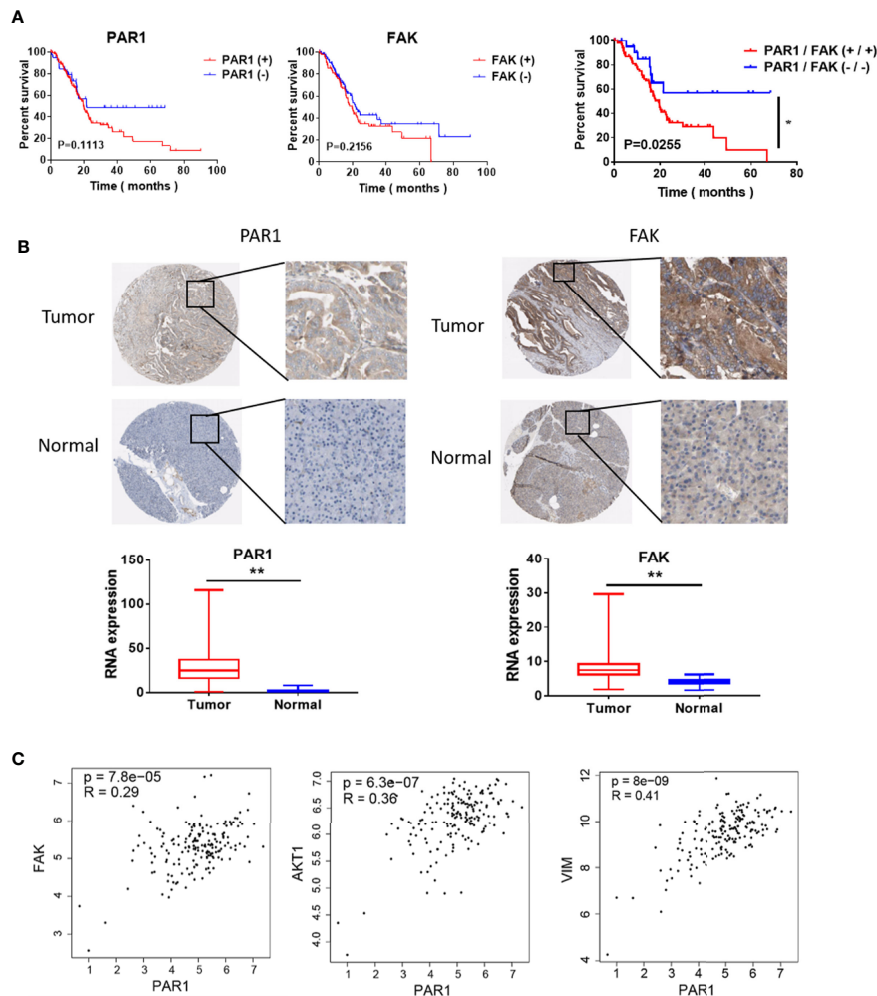 A
PAR1
Percent survival
100
80
60
40
20
0
PAR1 (+)
PAR1 (-)
P=0.1113
0 20 40 60 80 100
Time ( months )
FAK
Percent survival
100
80
60
40
20
0
FAK (+)
FAK (-)
P=0.2156
0 20 40 60 80 100
Time ( months )
Percent survival
100
80
60
40
20
0
PAR1 / FAK (+ / +)
PAR1 / FAK (- / -)
*
P=0.0255
0 20 40 60 80
Time ( months )
B
PAR1
FAK
Tumor
Tumor
Normal
Normal
PAR1
RNA expression
150
100
50
0
**
Tumor Normal
FAK
RNA expression
40
30
20
10
0
**
Tumor Normal
C
FAK
7
6
5
4
3
p = 7.8e−05
R = 0.29
1 2 3 4 5 6 7
PAR1
AKT1
7.0
6.5
6.0
5.5
5.0
4.5
4.0
p = 6.3e−07
R = 0.36
1 2 3 4 5 6 7
PAR1
VIM
12
10
8
6
4
p = 8e−09
R = 0.41
1 2 3 4 5 6 7
PAR1